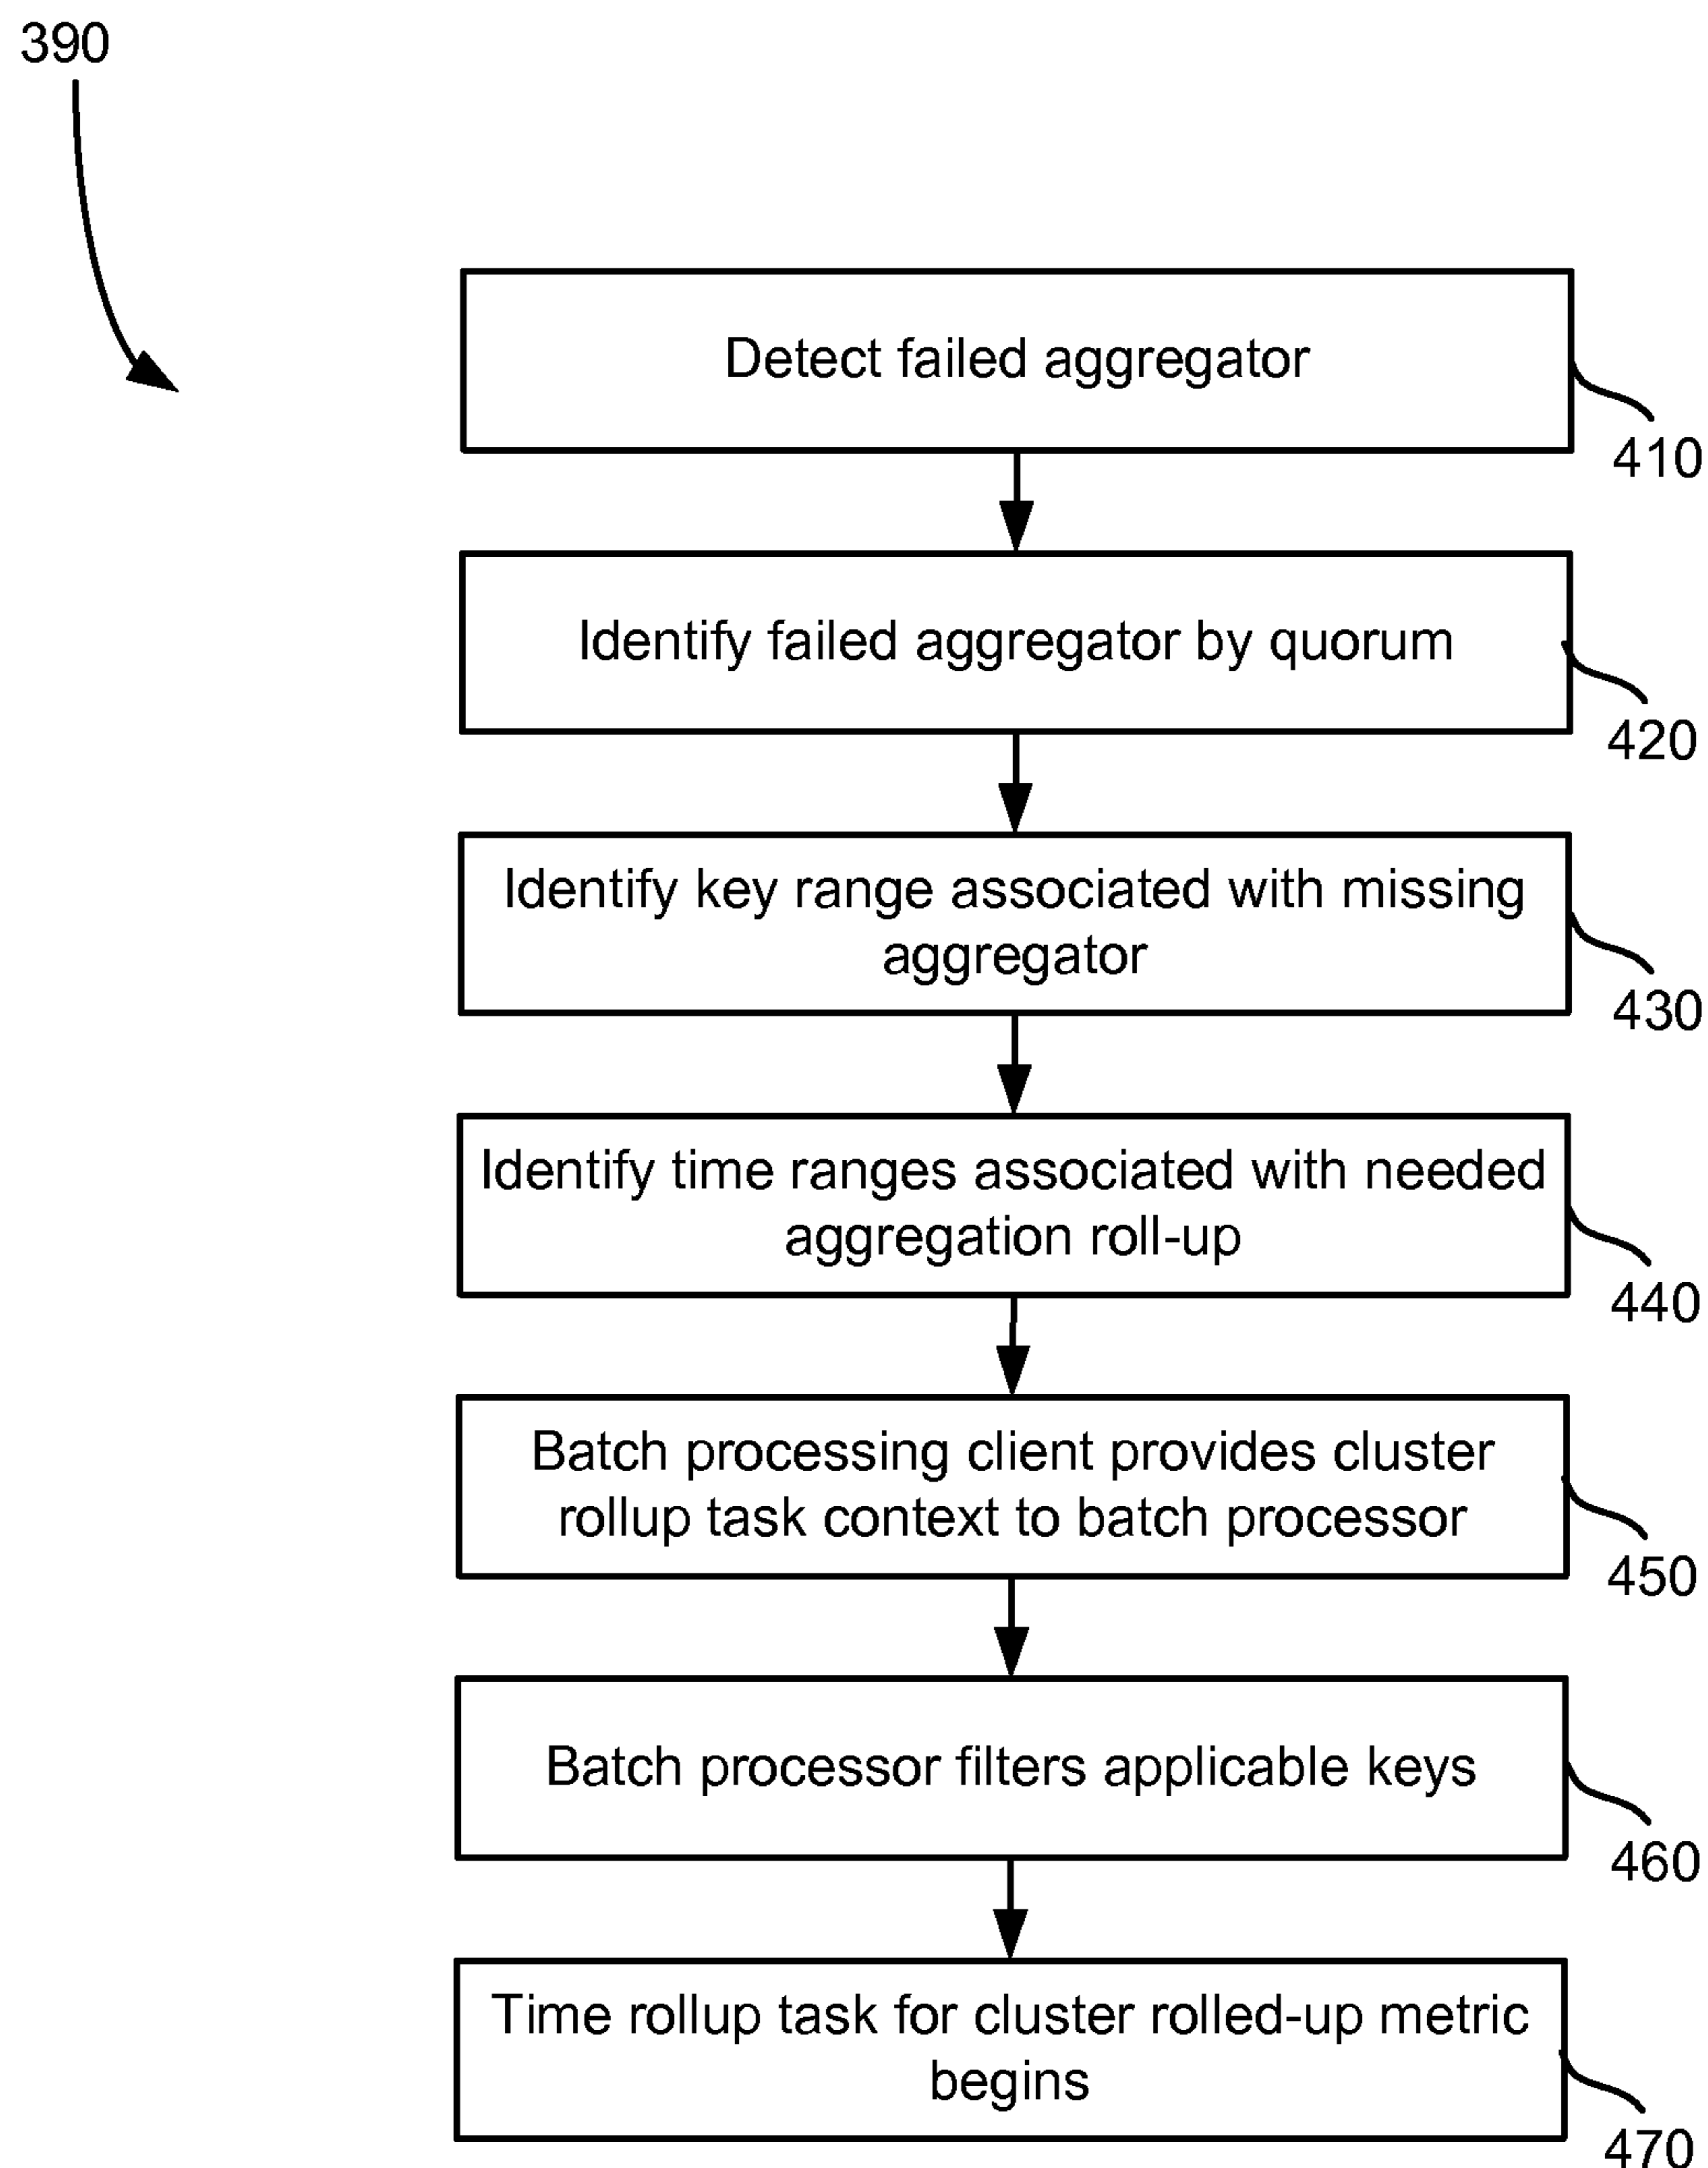 390
Detect failed aggregator
410
Identify failed aggregator by quorum
420
Identify key range associated with missing
aggregator
430
Identify time ranges associated with needed
aggregation roll-up
440
Batch processing client provides cluster
rollup task context to batch processor
450
Batch processor filters applicable keys
460
Time rollup task for cluster rolled-up metric
begins
470